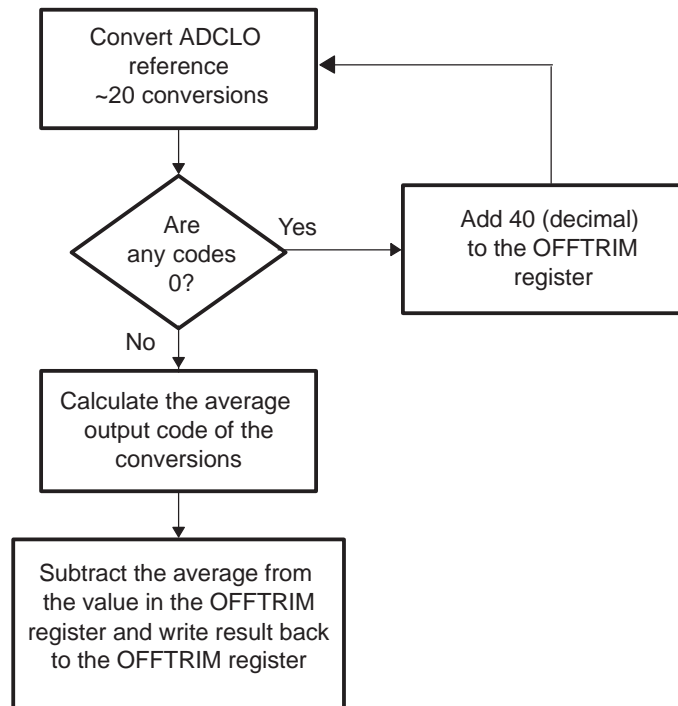 Convert ADCLO
reference
~20 conversions
Are
any codes
0?
Yes
Add 40 (decimal)
to the OFFTRIM
register
No
Calculate the average
output code of the
conversions
Subtract the average from
the value in the OFFTRIM
register and write result back
to the OFFTRIM register